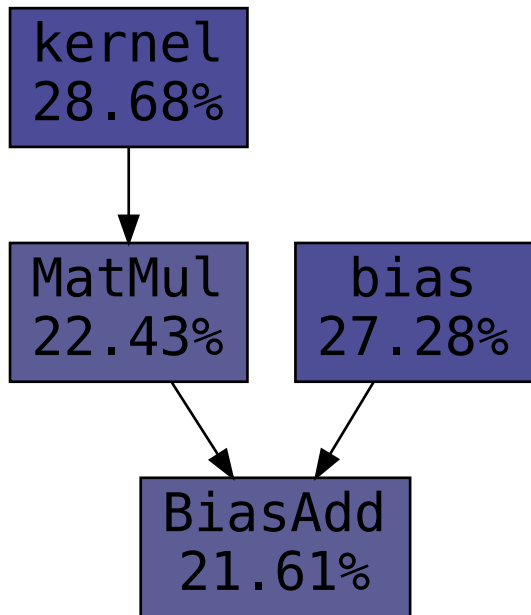 kernel
28.68%
MatMul
22.43%
bias
27.28%
BiasAdd
21.61%